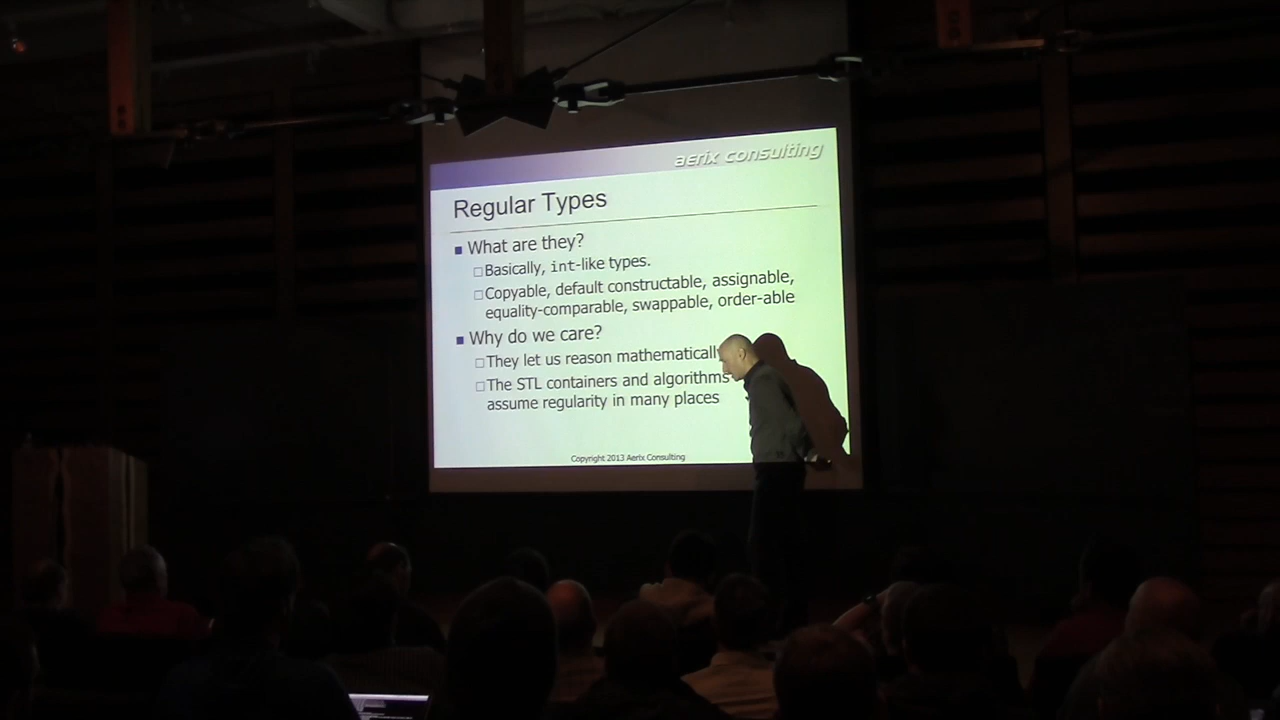 aerix consulting
Regular Types
What are they?
Basically, int-like types.
Copyable, default constructable, assignable,
equality-comparable, swappable, order-able
Why do we care?
They let us reason mathematically
The STL containers and algorithms
assume regularity in many places
Copyright 2013 Aerix Consulting